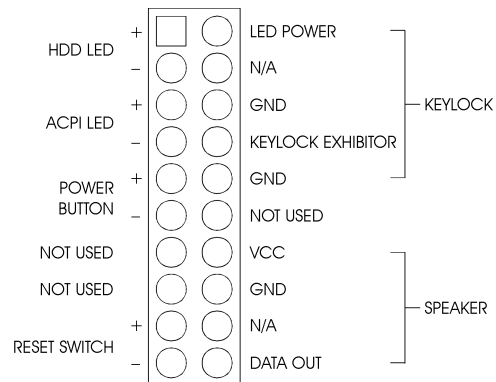 + LED POWER
HDD LED
– N/A
+ GND
ACPI LED
KEYLOCK
– KEYLOCK EXHIBITOR
+ GND
POWER
BUTTON
– NOT USED
NOT USED VCC
NOT USED GND
SPEAKER
+ N/A
RESET SWITCH
– DATA OUT